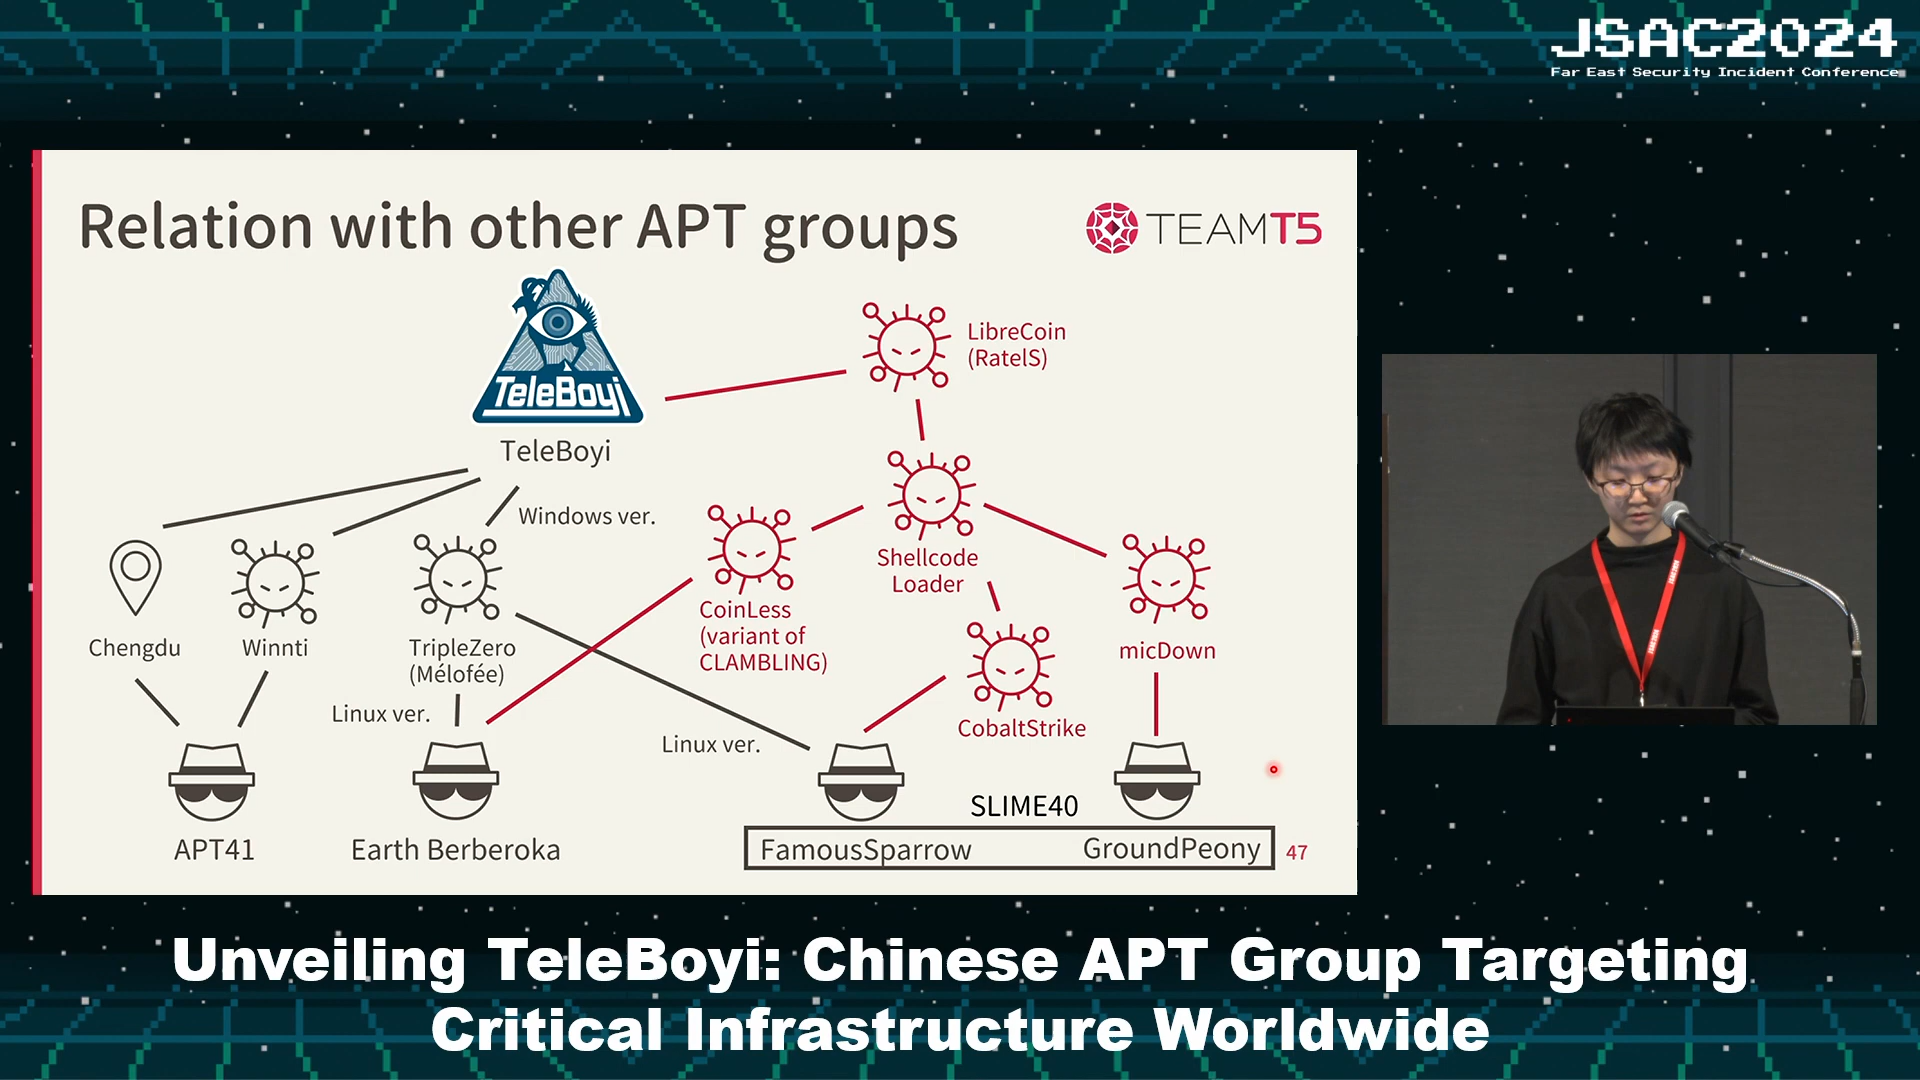 JSAC2024
Far East Security Incident Conference
Relation with other APT groups
TEAMT5
TeleBoyi
TeleBoyi
LibreCoin
(RatelS)
Windows ver.
Shellcode
Loader
Chengdu
Winnti
TripleZero
(Mélofée)
CoinLess
(variant of
CLAMBLING)
micDown
Linux ver.
Linux ver.
CobaltStrike
SLIME40
APT41
Earth Berberoka
FamousSparrow
GroundPeony
47
Unveiling TeleBoyi: Chinese APT Group Targeting
Critical Infrastructure Worldwide